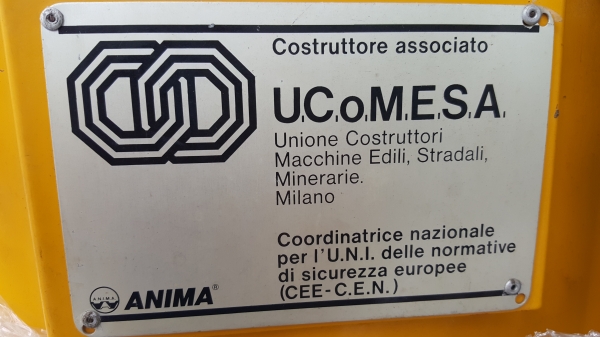 Costruttore associato
U.C.o.M.E.S.A.
Unione Costruttori
Macchine Edili, Stradali,
Minerarie.
Milano
Coordinatrice nazionale
per l'U.N.I. delle normative
di sicurezza europee
(CEE-C.E.N.)
ANIMA
ANIMA®